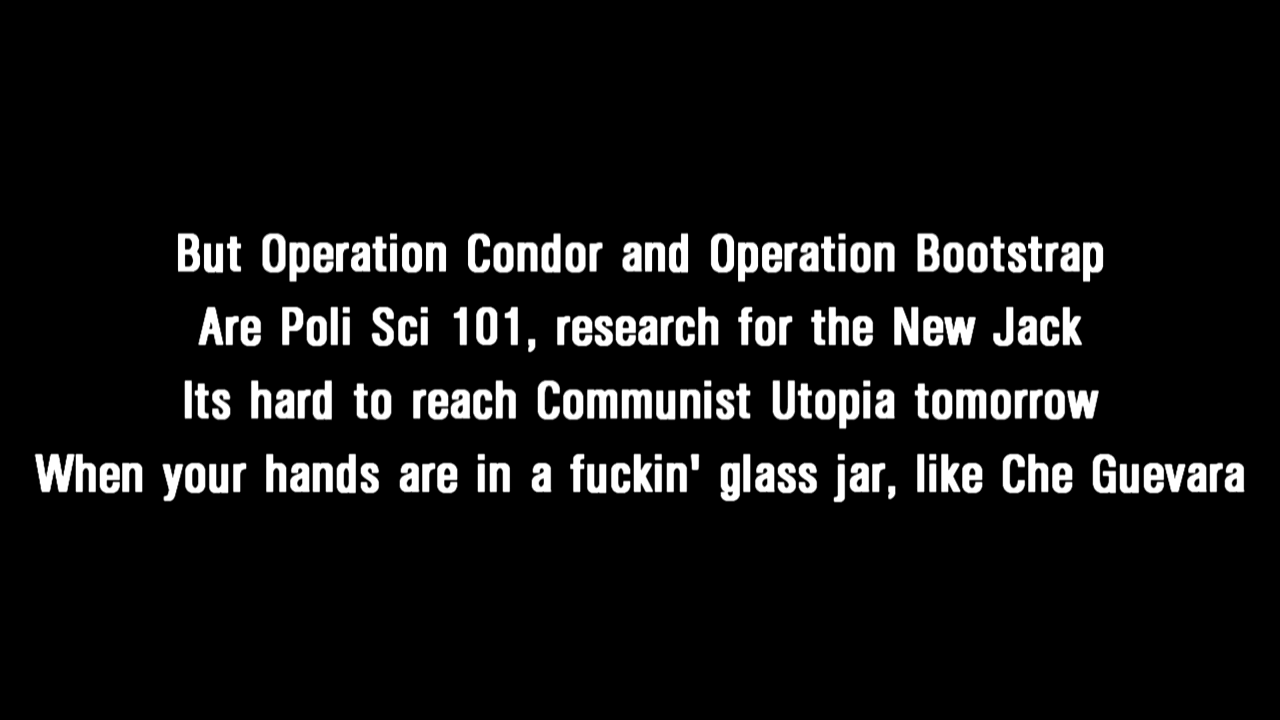 But Operation Condor and Operation Bootstrap
Are Poli Sci 101, research for the New Jack
Its hard to reach Communist Utopia tomorrow
When your hands are in a fuckin' glass jar, like Che Guevara